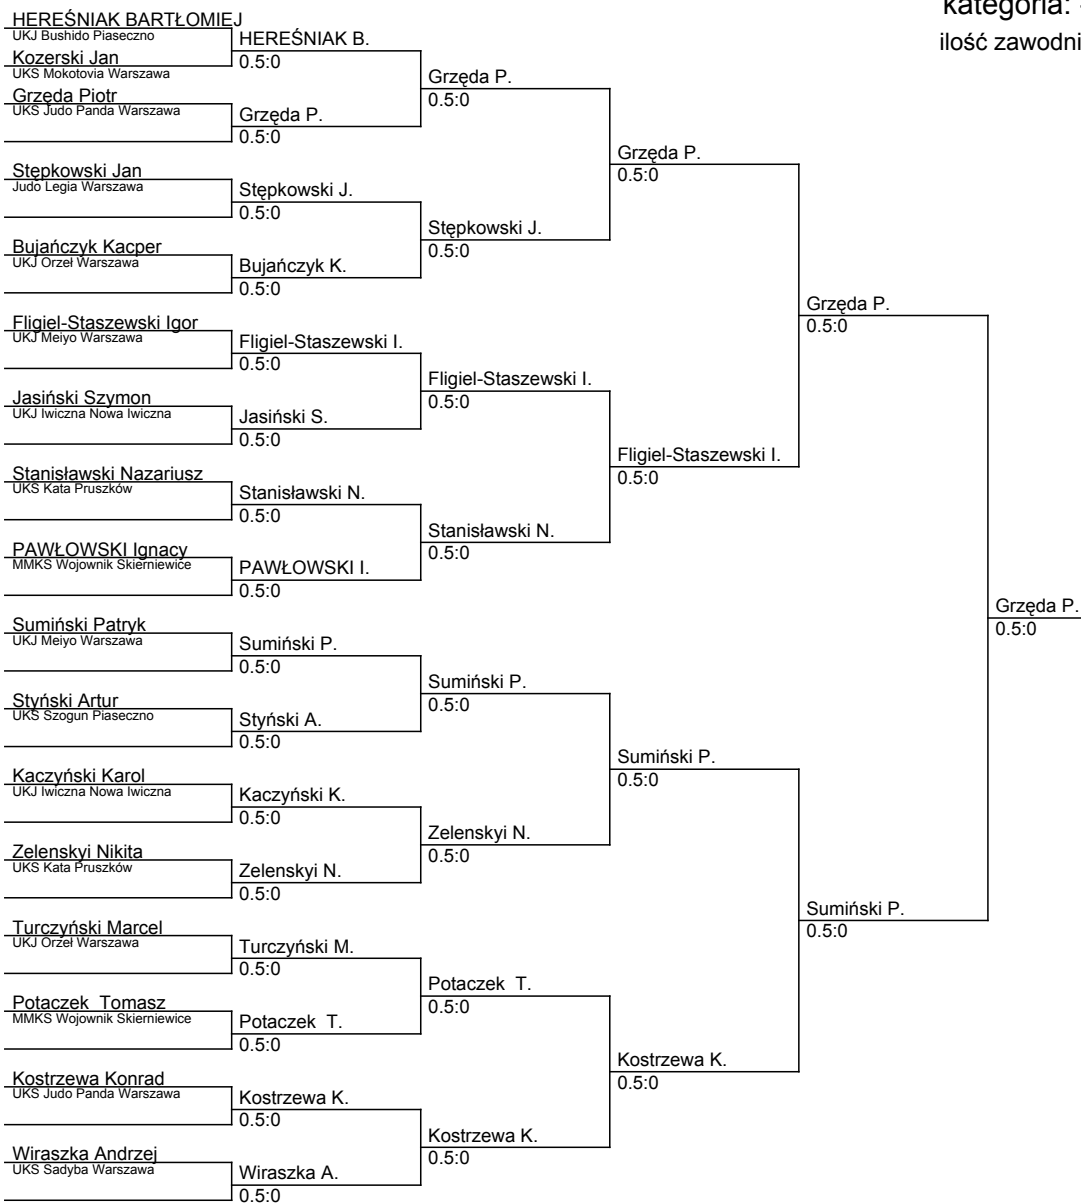 kategoria:
ilość zawodni
HEREŚNIAK BARTŁOMIEJ
UKJ Bushido Piaseczno
Kozerski Jan
UKS Mokotovia Warszawa
Grzęda Piotr
UKS Judo Panda Warszawa
Stępkowski Jan
Judo Legia Warszawa
Bujańczyk Kacper
UKJ Orzeł Warszawa
Fligiel-Staszewski Igor
UKJ Meiyo Warszawa
Jasiński Szymon
UKJ Iwiczna Nowa Iwiczna
Stanisławski Nazariusz
UKS Kata Pruszków
PAWŁOWSKI Ignacy
MMKS Wojownik Skierniewice
Sumiński Patryk
UKJ Meiyo Warszawa
Styński Artur
UKS Szogun Piaseczno
Kaczyński Karol
UKJ Iwiczna Nowa Iwiczna
Zelenskyi Nikita
UKS Kata Pruszków
Turczyński Marcel
UKJ Orzeł Warszawa
Potaczek  Tomasz
MMKS Wojownik Skierniewice
Kostrzewa Konrad
UKS Judo Panda Warszawa
Wiraszka Andrzej
UKS Sadyba Warszawa
HEREŚNIAK B.
0.5:0
Grzęda P.
0.5:0
Stępkowski J.
0.5:0
Bujańczyk K.
0.5:0
Fligiel-Staszewski I.
0.5:0
Jasiński S.
0.5:0
Stanisławski N.
0.5:0
PAWŁOWSKI I.
0.5:0
Sumiński P.
0.5:0
Styński A.
0.5:0
Kaczyński K.
0.5:0
Zelenskyi N.
0.5:0
Turczyński M.
0.5:0
Potaczek  T.
0.5:0
Kostrzewa K.
0.5:0
Wiraszka A.
0.5:0
Grzęda P.
0.5:0
Stępkowski J.
0.5:0
Fligiel-Staszewski I.
0.5:0
Stanisławski N.
0.5:0
Sumiński P.
0.5:0
Zelenskyi N.
0.5:0
Potaczek  T.
0.5:0
Kostrzewa K.
0.5:0
Grzęda P.
0.5:0
Fligiel-Staszewski I.
0.5:0
Sumiński P.
0.5:0
Kostrzewa K.
0.5:0
Grzęda P.
0.5:0
Sumiński P.
0.5:0
Grzęda P.
0.5:0